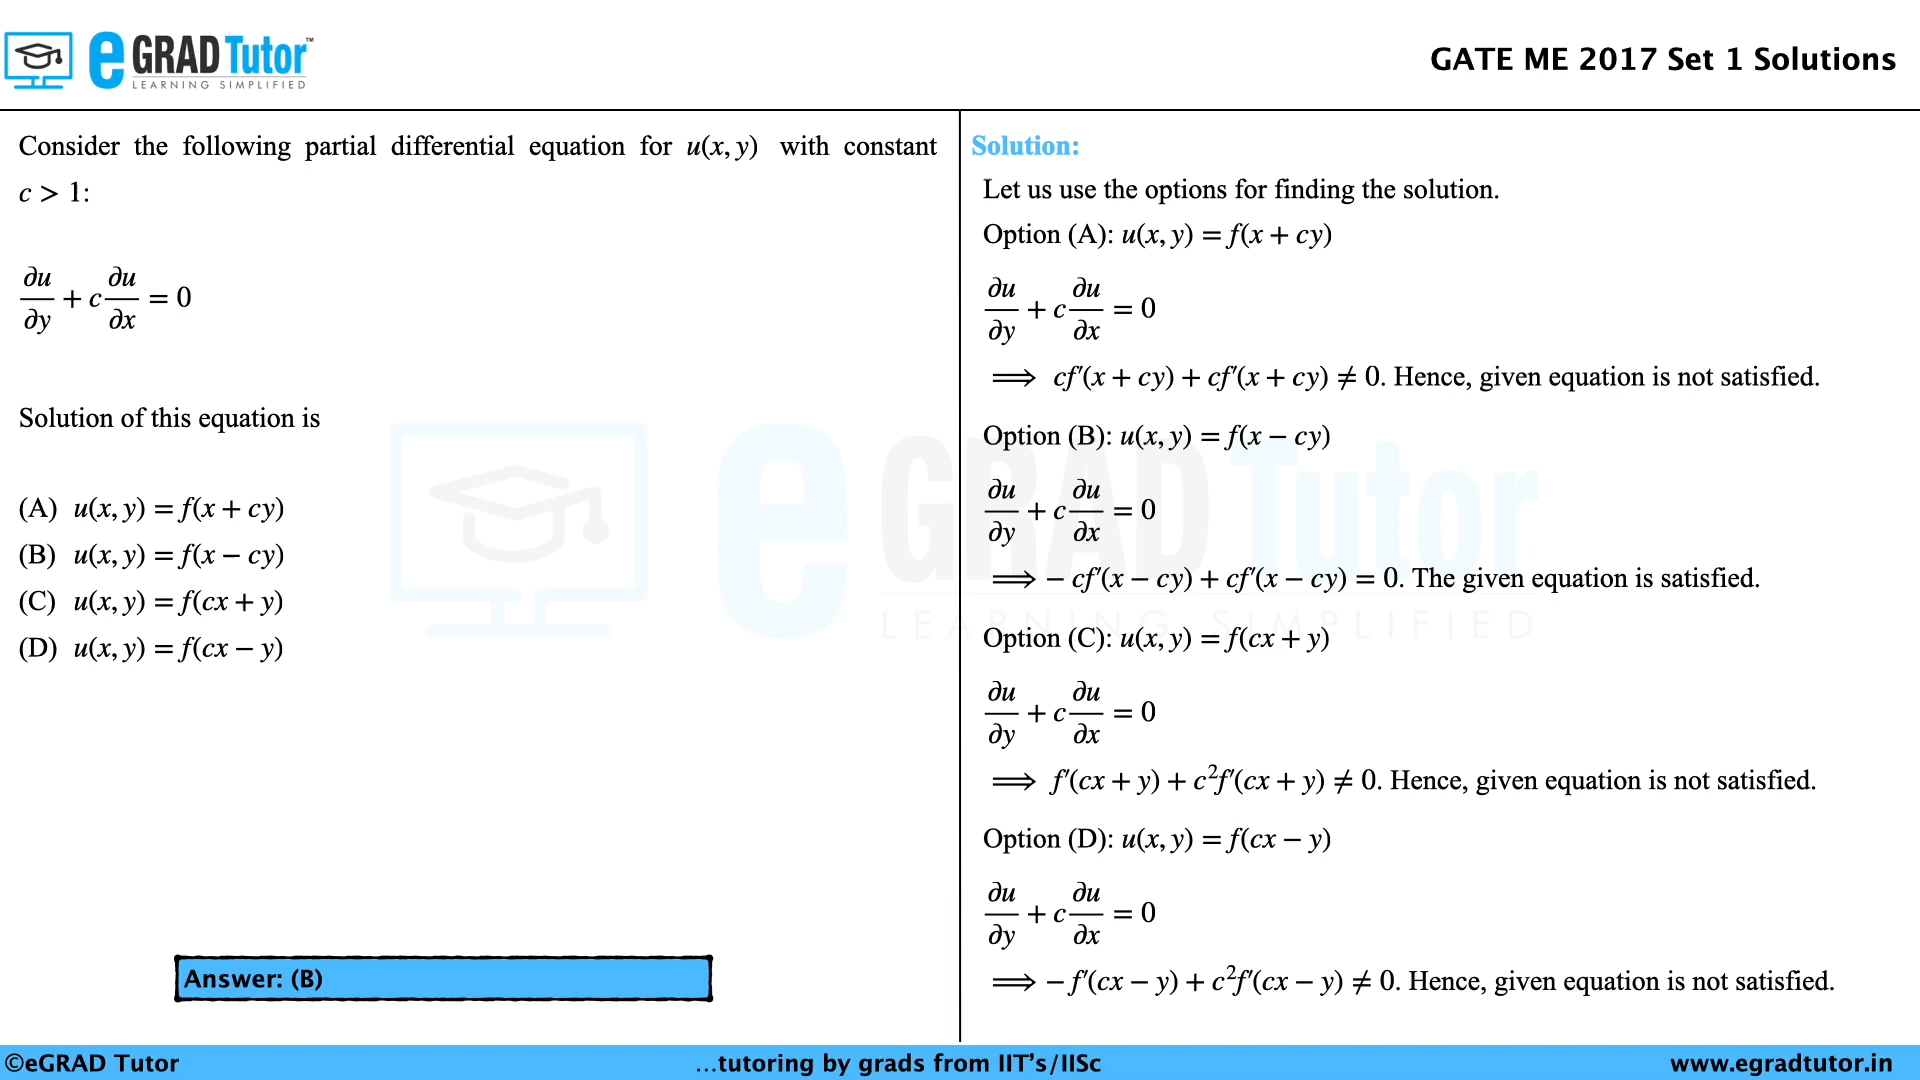 e GRAD Tutor™
LEARNING SIMPLIFIED
GATE ME 2017 Set 1 Solutions
Consider the following partial differential equation for u(x, y) with constant
c > 1:
∂u/∂y + c ∂u/∂x = 0
Solution of this equation is
(A) u(x, y) = f(x + cy)
(B) u(x, y) = f(x − cy)
(C) u(x, y) = f(cx + y)
(D) u(x, y) = f(cx − y)
Answer: (B)
Solution:
Let us use the options for finding the solution.
Option (A): u(x, y) = f(x + cy)
∂u/∂y + c ∂u/∂x = 0
⟹ cf′(x + cy) + cf′(x + cy) ≠ 0. Hence, given equation is not satisfied.
Option (B): u(x, y) = f(x − cy)
∂u/∂y + c ∂u/∂x = 0
⟹ − cf′(x − cy) + cf′(x − cy) = 0. The given equation is satisfied.
Option (C): u(x, y) = f(cx + y)
∂u/∂y + c ∂u/∂x = 0
⟹ f′(cx + y) + c²f′(cx + y) ≠ 0. Hence, given equation is not satisfied.
Option (D): u(x, y) = f(cx − y)
∂u/∂y + c ∂u/∂x = 0
⟹ − f′(cx − y) + c²f′(cx − y) ≠ 0. Hence, given equation is not satisfied.
e GRAD Tutor
LEARNING SIMPLIFIED
©eGRAD Tutor
...tutoring by grads from IIT’s/IISc
www.egradtutor.in